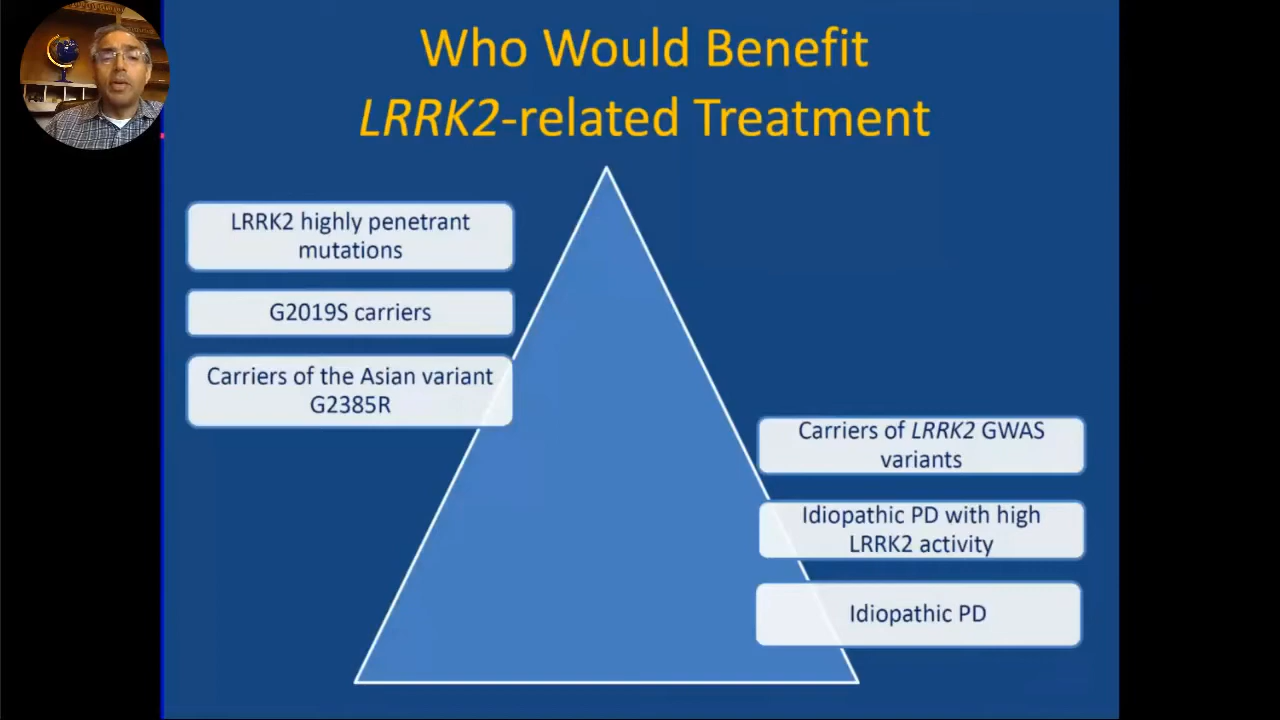 Who Would Benefit
LRRK2-related Treatment
LRRK2 highly penetrant
mutations
G2019S carriers
Carriers of the Asian variant
G2385R
Carriers of LRRK2 GWAS
variants
Idiopathic PD with high
LRRK2 activity
Idiopathic PD